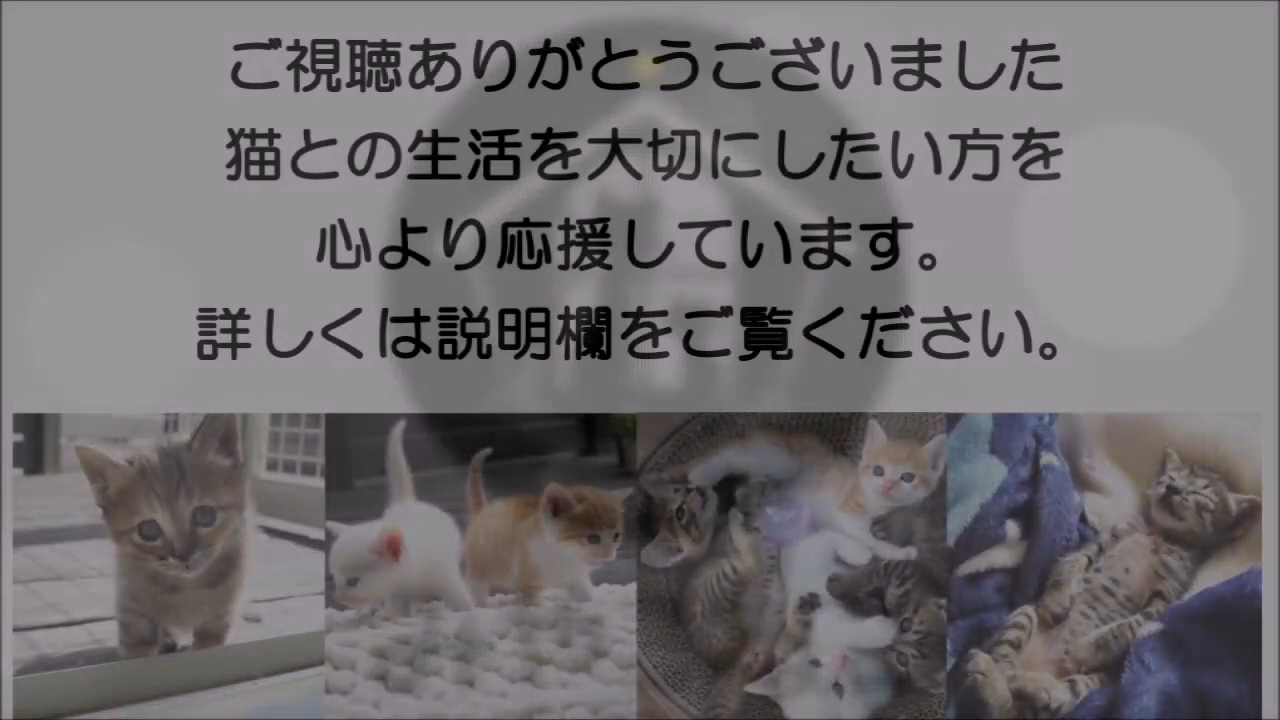 ご視聴ありがとうございました
猫との生活を大切にしたい方を
心より応援しています。
詳しくは説明欄をご覧ください。